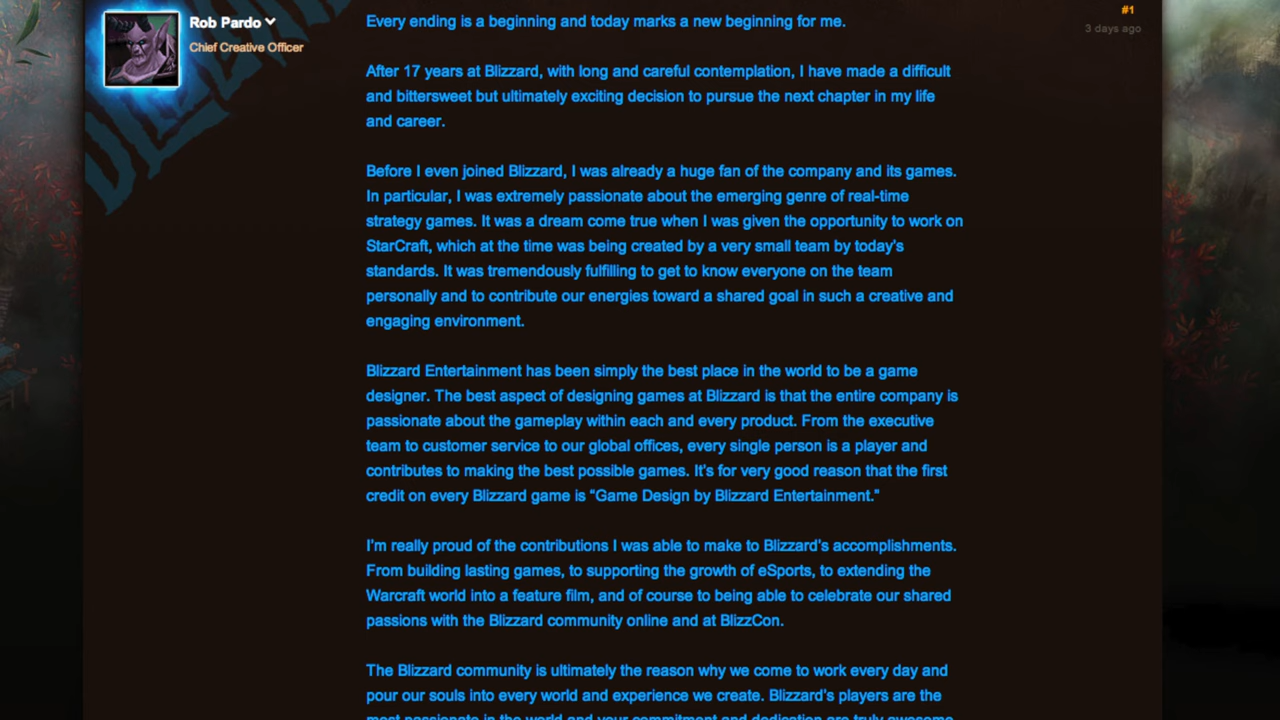 Rob Pardo
Chief Creative Officer
#1
3 days ago
Every ending is a beginning and today marks a new beginning for me.
After 17 years at Blizzard, with long and careful contemplation, I have made a difficult
and bittersweet but ultimately exciting decision to pursue the next chapter in my life
and career.
Before I even joined Blizzard, I was already a huge fan of the company and its games.
In particular, I was extremely passionate about the emerging genre of real-time
strategy games. It was a dream come true when I was given the opportunity to work on
StarCraft, which at the time was being created by a very small team by today's
standards. It was tremendously fulfilling to get to know everyone on the team
personally and to contribute our energies toward a shared goal in such a creative and
engaging environment.
Blizzard Entertainment has been simply the best place in the world to be a game
designer. The best aspect of designing games at Blizzard is that the entire company is
passionate about the gameplay within each and every product. From the executive
team to customer service to our global offices, every single person is a player and
contributes to making the best possible games. It's for very good reason that the first
credit on every Blizzard game is “Game Design by Blizzard Entertainment.”
I'm really proud of the contributions I was able to make to Blizzard's accomplishments.
From building lasting games, to supporting the growth of eSports, to extending the
Warcraft world into a feature film, and of course to being able to celebrate our shared
passions with the Blizzard community online and at BlizzCon.
The Blizzard community is ultimately the reason why we come to work every day and
pour our souls into every world and experience we create. Blizzard's players are the
most passionate in the world and your commitment and dedication are truly awesome